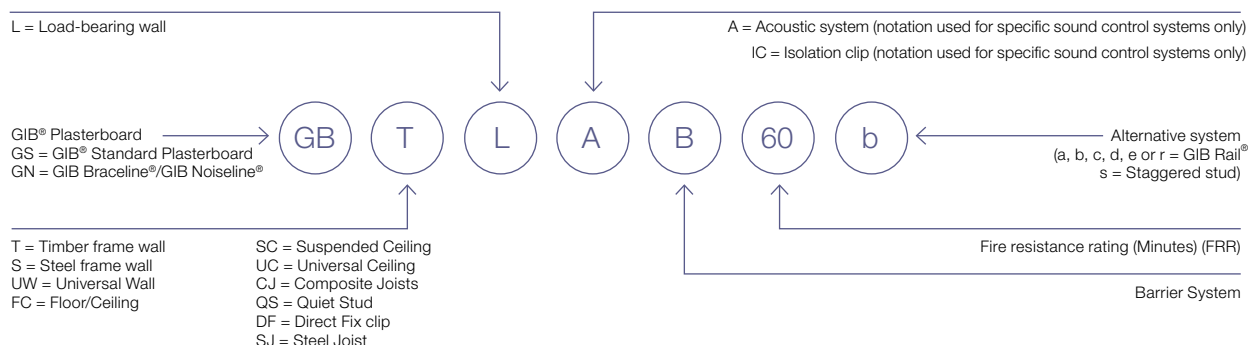 L = Load-bearing wall
A = Acoustic system (notation used for specific sound control systems only)
IC = Isolation clip (notation used for specific sound control systems only)
GIB® Plasterboard
GS = GIB® Standard Plasterboard
GN = GIB Braceline®/GIB Noiseline®
GB T L A B 60 b
Alternative system
(a, b, c, d, e or r = GIB Rail®
s = Staggered stud)
T = Timber frame wall
S = Steel frame wall
UW = Universal Wall
FC = Floor/Ceiling
SC = Suspended Ceiling
UC = Universal Ceiling
CJ = Composite Joists
QS = Quiet Stud
DF = Direct Fix clip
SJ = Steel Joist
Fire resistance rating (Minutes) (FRR)
Barrier System